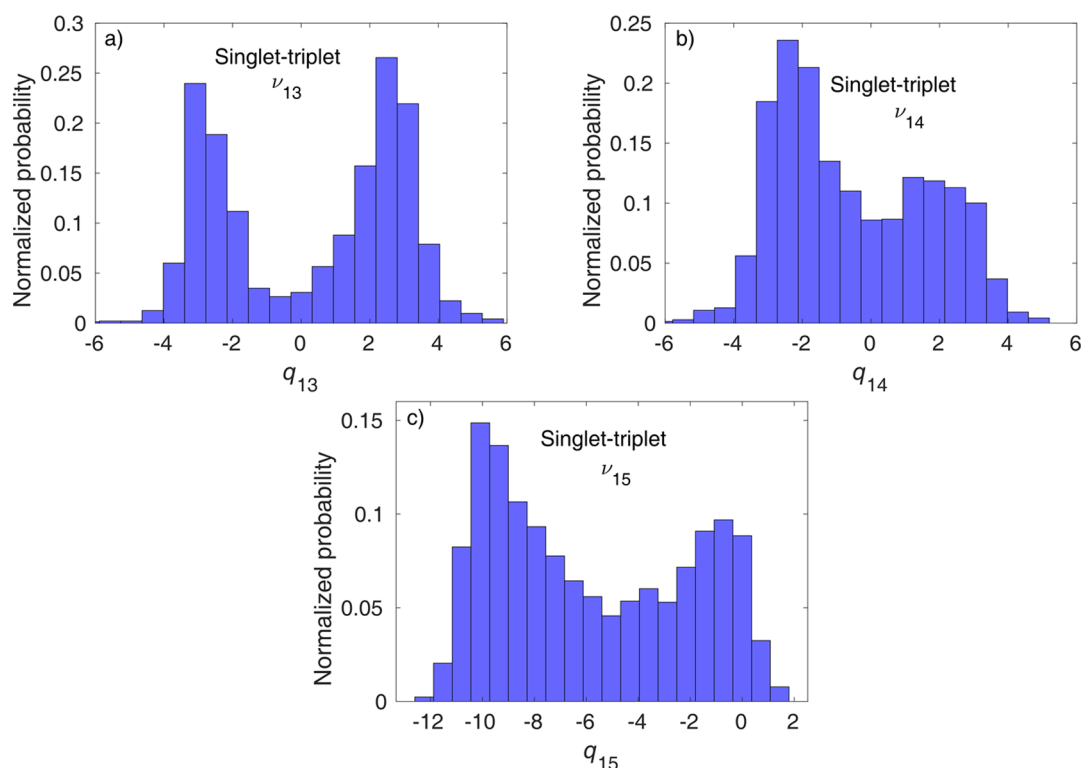 a)
Singlet-triplet
ν13
Normalized probability
0.3
0.25
0.2
0.15
0.1
0.05
0
-6 -4 -2 0 2 4 6
q13
b)
Singlet-triplet
ν14
Normalized probability
0.25
0.2
0.15
0.1
0.05
0
-6 -4 -2 0 2 4 6
q14
c)
Singlet-triplet
ν15
Normalized probability
0.15
0.1
0.05
0
-12 -10 -8 -6 -4 -2 0 2
q15